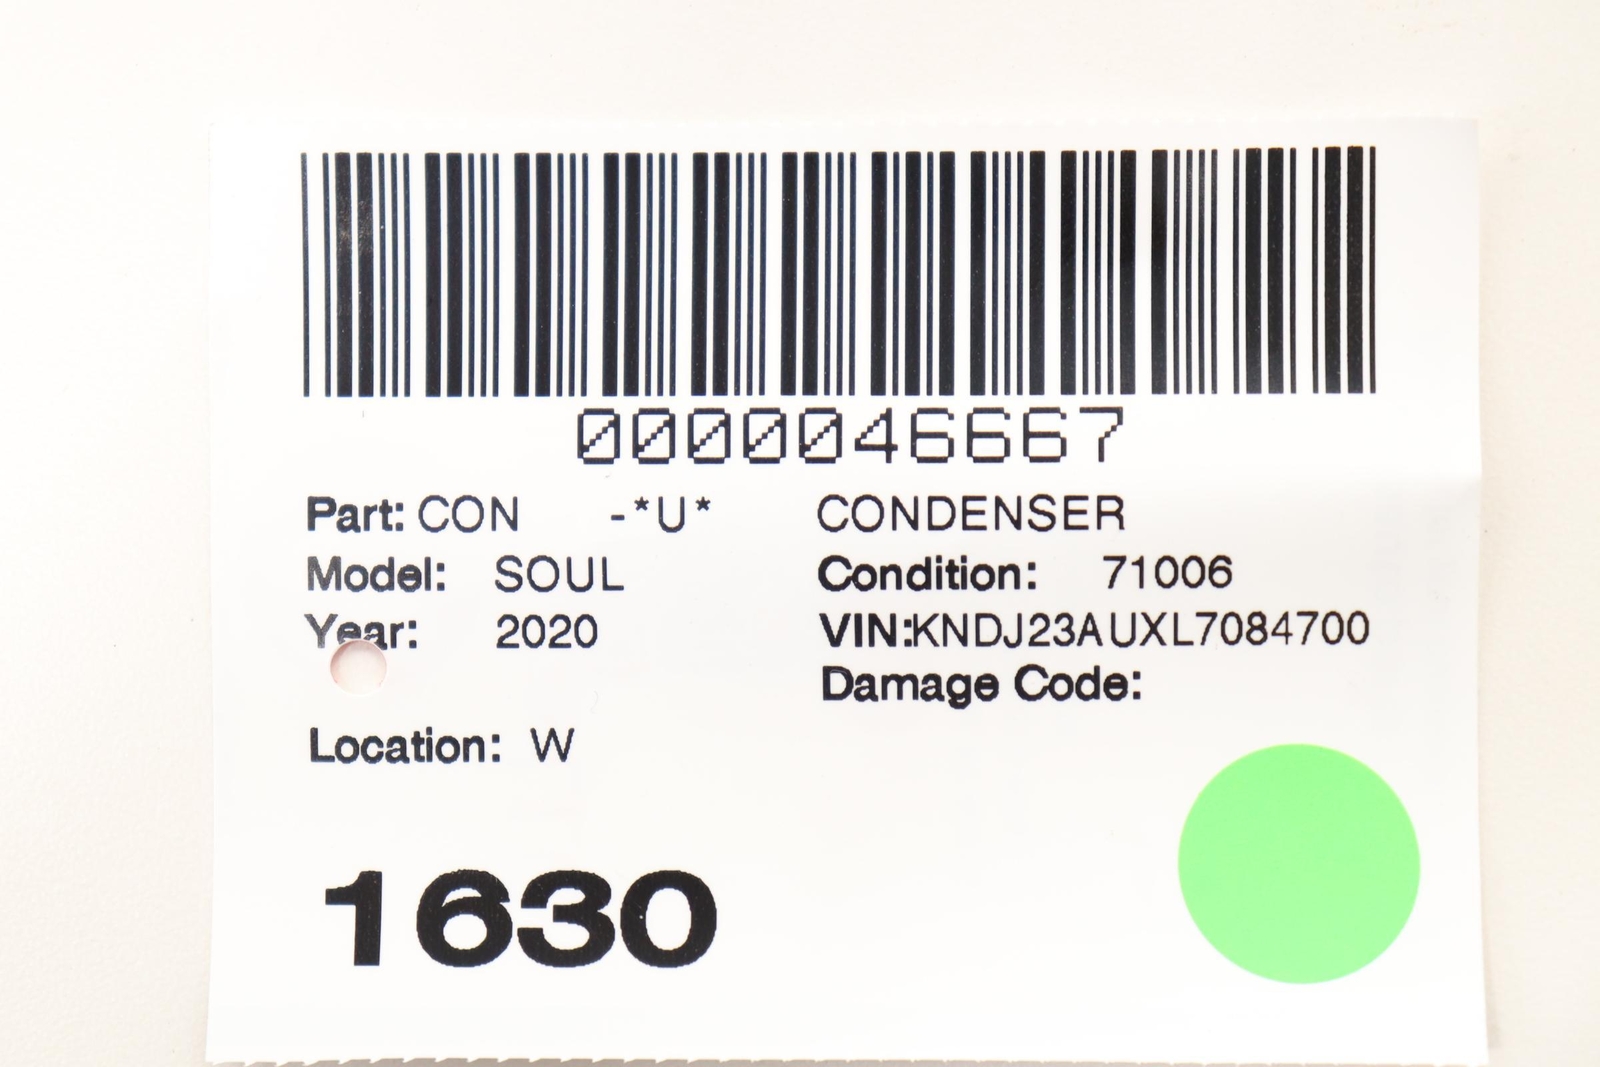 0000046667
Part: CON -*U* CONDENSER
Model: SOUL Condition: 71006
Year: 2020 VIN:KNDJ23AUXL7084700
Damage Code:
Location: W
1630